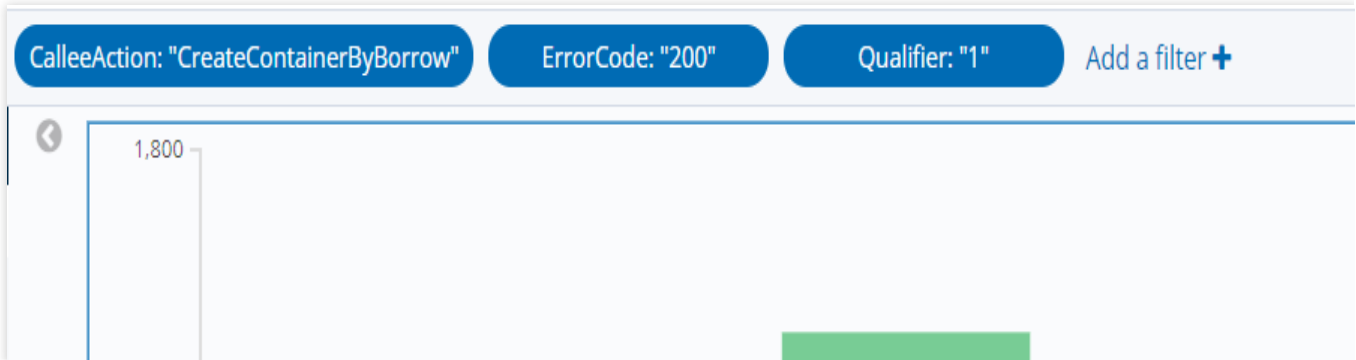 CalleeAction: "CreateContainerByBorrow" ErrorCode: "200" Qualifier: "1" Add a filter +
1,800